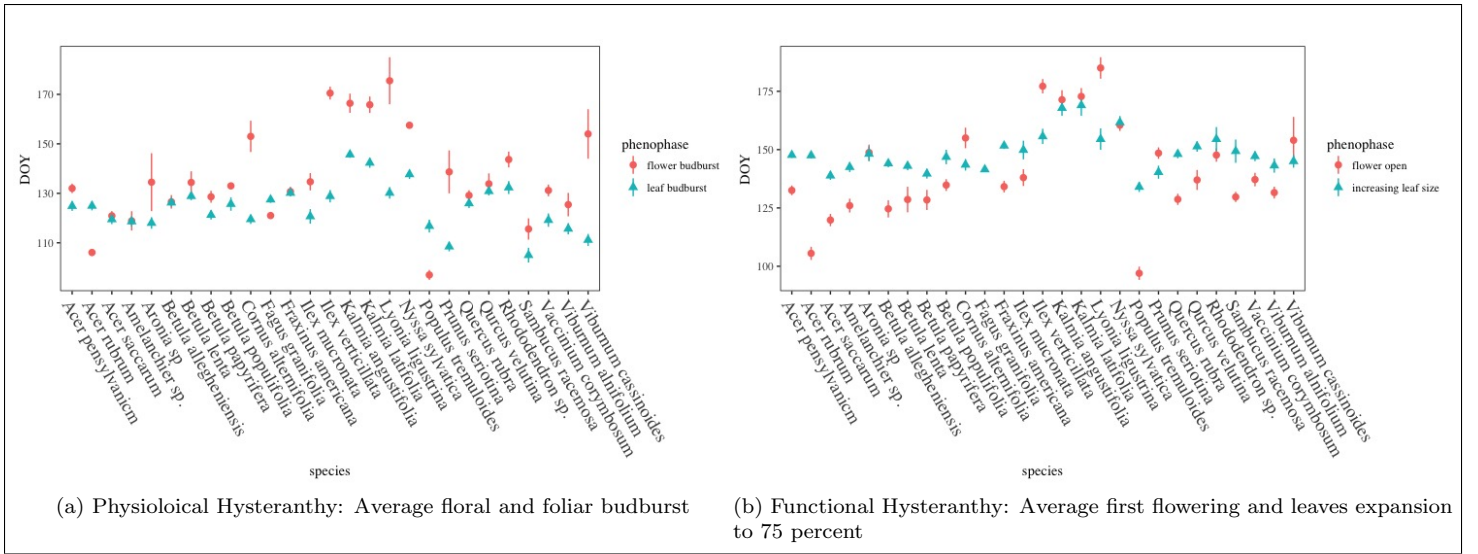 DOY
170
150
130
110
phenophase
flower budburst
leaf budburst
Acer pensylvanicm
Acer rubrum
Acer saccarum
Amelancher sp.
Aronia sp.
Betula allegheniensis
Betula lenta
Betula papyrifera
Betula populifolia
Cornus alternifolia
Fagus granifolia
Fraxinus americana
Ilex mucronata
Ilex verticillata
Kalmia angustifolia
Kalmia latifolia
Lyonia ligustrina
Nyssa sylvatica
Populus tremuloides
Prunus seriotina
Quercus rubra
Qurcus velutina
Rhododendron sp.
Sambucus racemosa
Vaccinium corymbosum
Viburnum alnifolium
Viburnum cassinoides
species
(a) Physioloical Hysteranthy: Average floral and foliar budburst
DOY
175
150
125
100
phenophase
flower open
increasing leaf size
Acer pensylvanicm
Acer rubrum
Acer saccarum
Amelancher sp.
Aronia sp.
Betula allegheniensis
Betula lenta
Betula papyrifera
Betula populifolia
Cornus alternifolia
Fagus granifolia
Fraxinus americana
Ilex mucronata
Ilex verticillata
Kalmia angustifolia
Kalmia latifolia
Lyonia ligustrina
Nyssa sylvatica
Populus tremuloides
Prunus seriotina
Quercus rubra
Qurcus velutina
Rhododendron sp.
Sambucus racemosa
Vaccinium corymbosum
Viburnum alnifolium
Viburnum cassinoides
species
(b) Functional Hysteranthy: Average first flowering and leaves expansion
to 75 percent